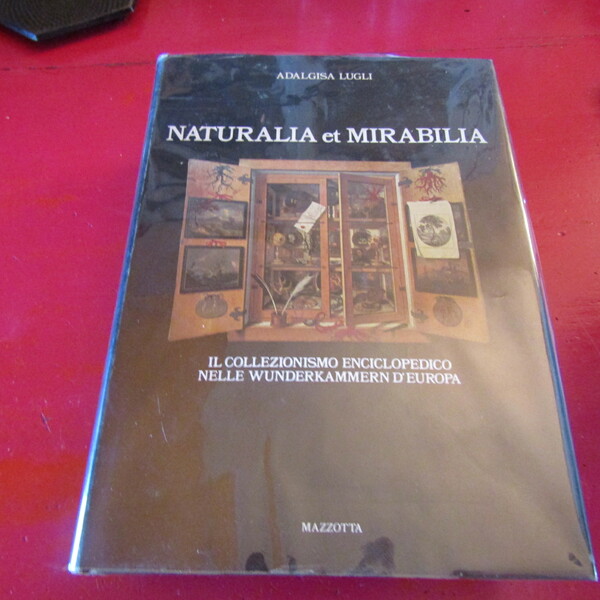 ADALGISA LUGLI
NATURALIA et MIRABILIA
IL COLLEZIONISMO ENCICLOPEDICO
NELLE WUNDERKAMMERN D'EUROPA
MAZZOTTA